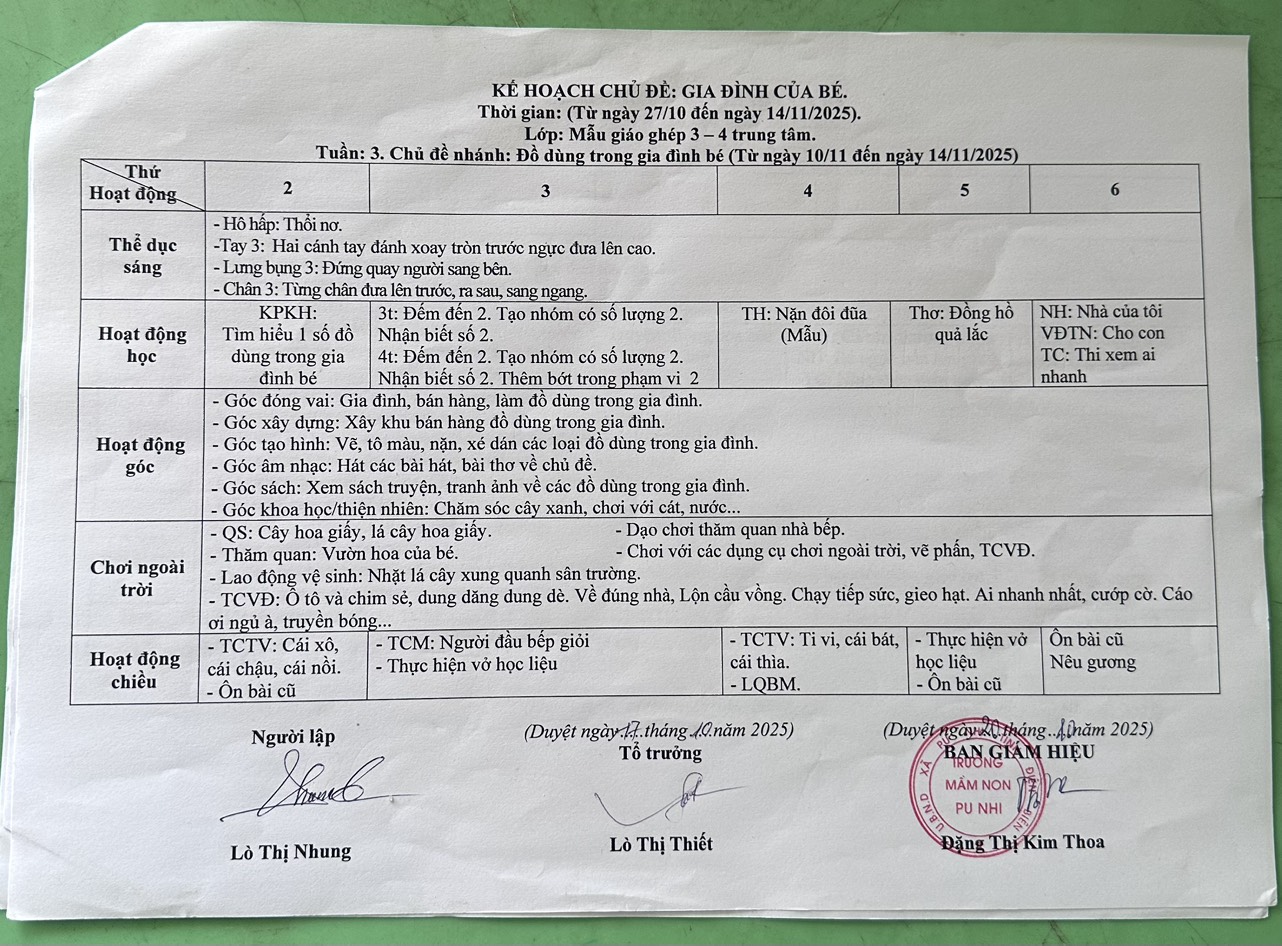 KẾ HOẠCH CHỦ ĐỀ: GIA ĐÌNH CỦA BÉ.
Thời gian: (Từ ngày 27/10 đến ngày 14/11/2025).
Lớp: Mẫu giáo ghép 3 – 4 trung tâm.
Tuần: 3. Chủ đề nhánh: Đồ dùng trong gia đình bé (Từ ngày 10/11 đến ngày 14/11/2025)
Thứ
Hoạt động
2
3
4
5
6
Thể dục
sáng
- Hô hấp: Thổi nơ.
-Tay 3: Hai cánh tay đánh xoay tròn trước ngực đưa lên cao.
- Lưng bụng 3: Đứng quay người sang bên.
- Chân 3: Từng chân đưa lên trước, ra sau, sang ngang.
Hoạt động
học
KPKH:
Tìm hiểu 1 số đồ
dùng trong gia
đình bé
3t: Đếm đến 2. Tạo nhóm có số lượng 2.
Nhận biết số 2.
4t: Đếm đến 2. Tạo nhóm có số lượng 2.
Nhận biết số 2. Thêm bớt trong phạm vi 2
TH: Nặn đôi đũa
(Mẫu)
Thơ: Đồng hồ
quả lắc
NH: Nhà của tôi
VĐTN: Cho con
TC: Thi xem ai
nhanh
Hoạt động
góc
- Góc đóng vai: Gia đình, bán hàng, làm đồ dùng trong gia đình.
- Góc xây dựng: Xây khu bán hàng đồ dùng trong gia đình.
- Góc tạo hình: Vẽ, tô màu, nặn, xé dán các loại đồ dùng trong gia đình.
- Góc âm nhạc: Hát các bài hát, bài thơ về chủ đề.
- Góc sách: Xem sách truyện, tranh ảnh về các đồ dùng trong gia đình.
- Góc khoa học/thiện nhiên: Chăm sóc cây xanh, chơi với cát, nước...
Chơi ngoài
trời
- QS: Cây hoa giấy, lá cây hoa giấy. - Dạo chơi thăm quan nhà bếp.
- Thăm quan: Vườn hoa của bé. - Chơi với các dụng cụ chơi ngoài trời, vẽ phấn, TCVĐ.
- Lao động vệ sinh: Nhặt lá cây xung quanh sân trường.
- TCVĐ: Ô tô và chim sẻ, dung dăng dung dẻ. Về đúng nhà, Lộn cầu vồng. Chạy tiếp sức, gieo hạt. Ai nhanh nhất, cướp cờ. Cáo
ơi ngủ à, truyền bóng...
Hoạt động
chiều
- TCTV: Cái xô,
cái chậu, cái nồi.
- Ôn bài cũ
- TCM: Người đầu bếp giỏi
- Thực hiện vở học liệu
- TCTV: Ti vi, cái bát,
cái thìa.
- LQBM.
- Thực hiện vở
học liệu
- Ôn bài cũ
Ôn bài cũ
Nêu gương
Người lập
Lò Thị Nhung
(Duyệt ngày 17 tháng 10 năm 2025)
Tổ trưởng
Lò Thị Thiết
(Duyệt ngày 20 tháng 10 năm 2025)
BAN GIÁM HIỆU
U.B.N.D XÃ PU NHI TỈNH ĐIỆN BIÊN
TRƯỜNG
MẦM NON
PU NHI
Đặng Thị Kim Thoa